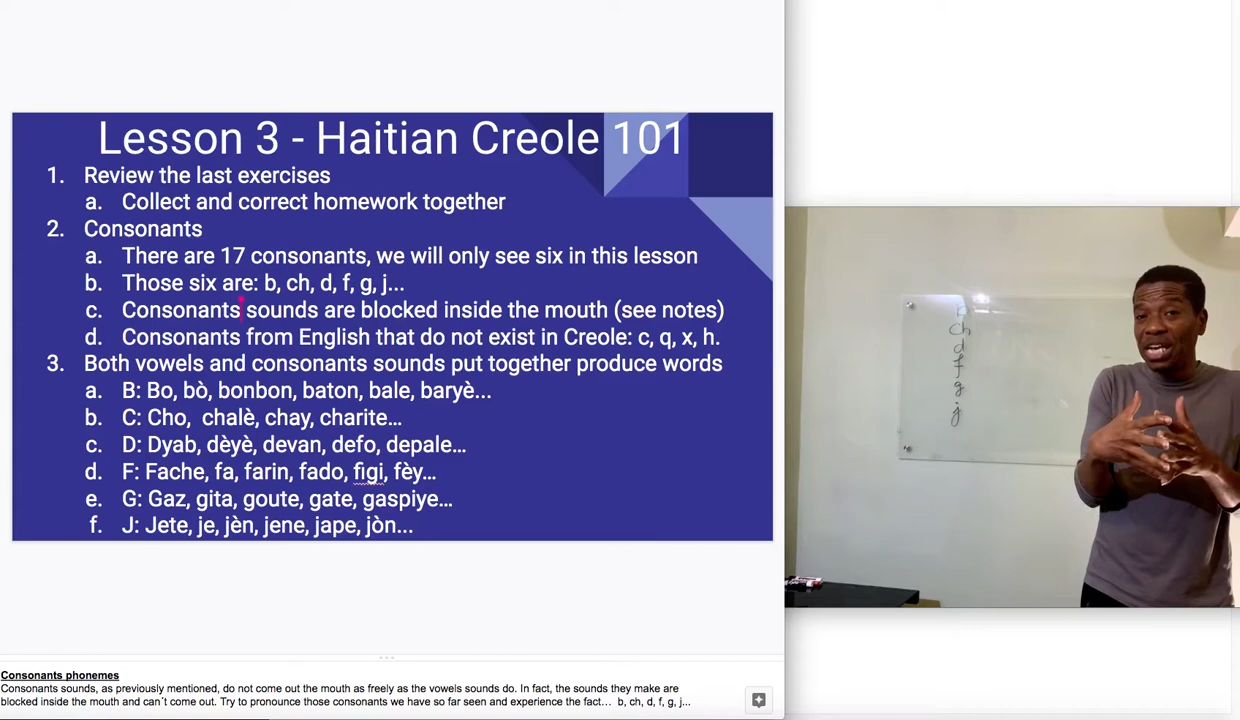 Lesson 3 - Haitian Creole 101
1. Review the last exercises
a. Collect and correct homework together
2. Consonants
a. There are 17 consonants, we will only see six in this lesson
b. Those six are: b, ch, d, f, g, j...
c. Consonants sounds are blocked inside the mouth (see notes)
d. Consonants from English that do not exist in Creole: c, q, x, h.
3. Both vowels and consonants sounds put together produce words
a. B: Bo, bò, bonbon, baton, bale, baryè...
b. C: Cho, chalè, chay, charite...
c. D: Dyab, dèyè, devan, defo, depale...
d. F: Fache, fa, farin, fado, figi, fèy...
e. G: Gaz, gita, goute, gate, gaspiye...
f. J: Jete, je, jèn, jene, jape, jòn...
b
Ch
d
f
g
j
Consonants phonemes
Consonants sounds, as previously mentioned, do not come out the mouth as freely as the vowels sounds do. In fact, the sounds they make are
blocked inside the mouth and can´t come out. Try to pronounce those consonants we have so far seen and experience the fact... b, ch, d, f, g, j...